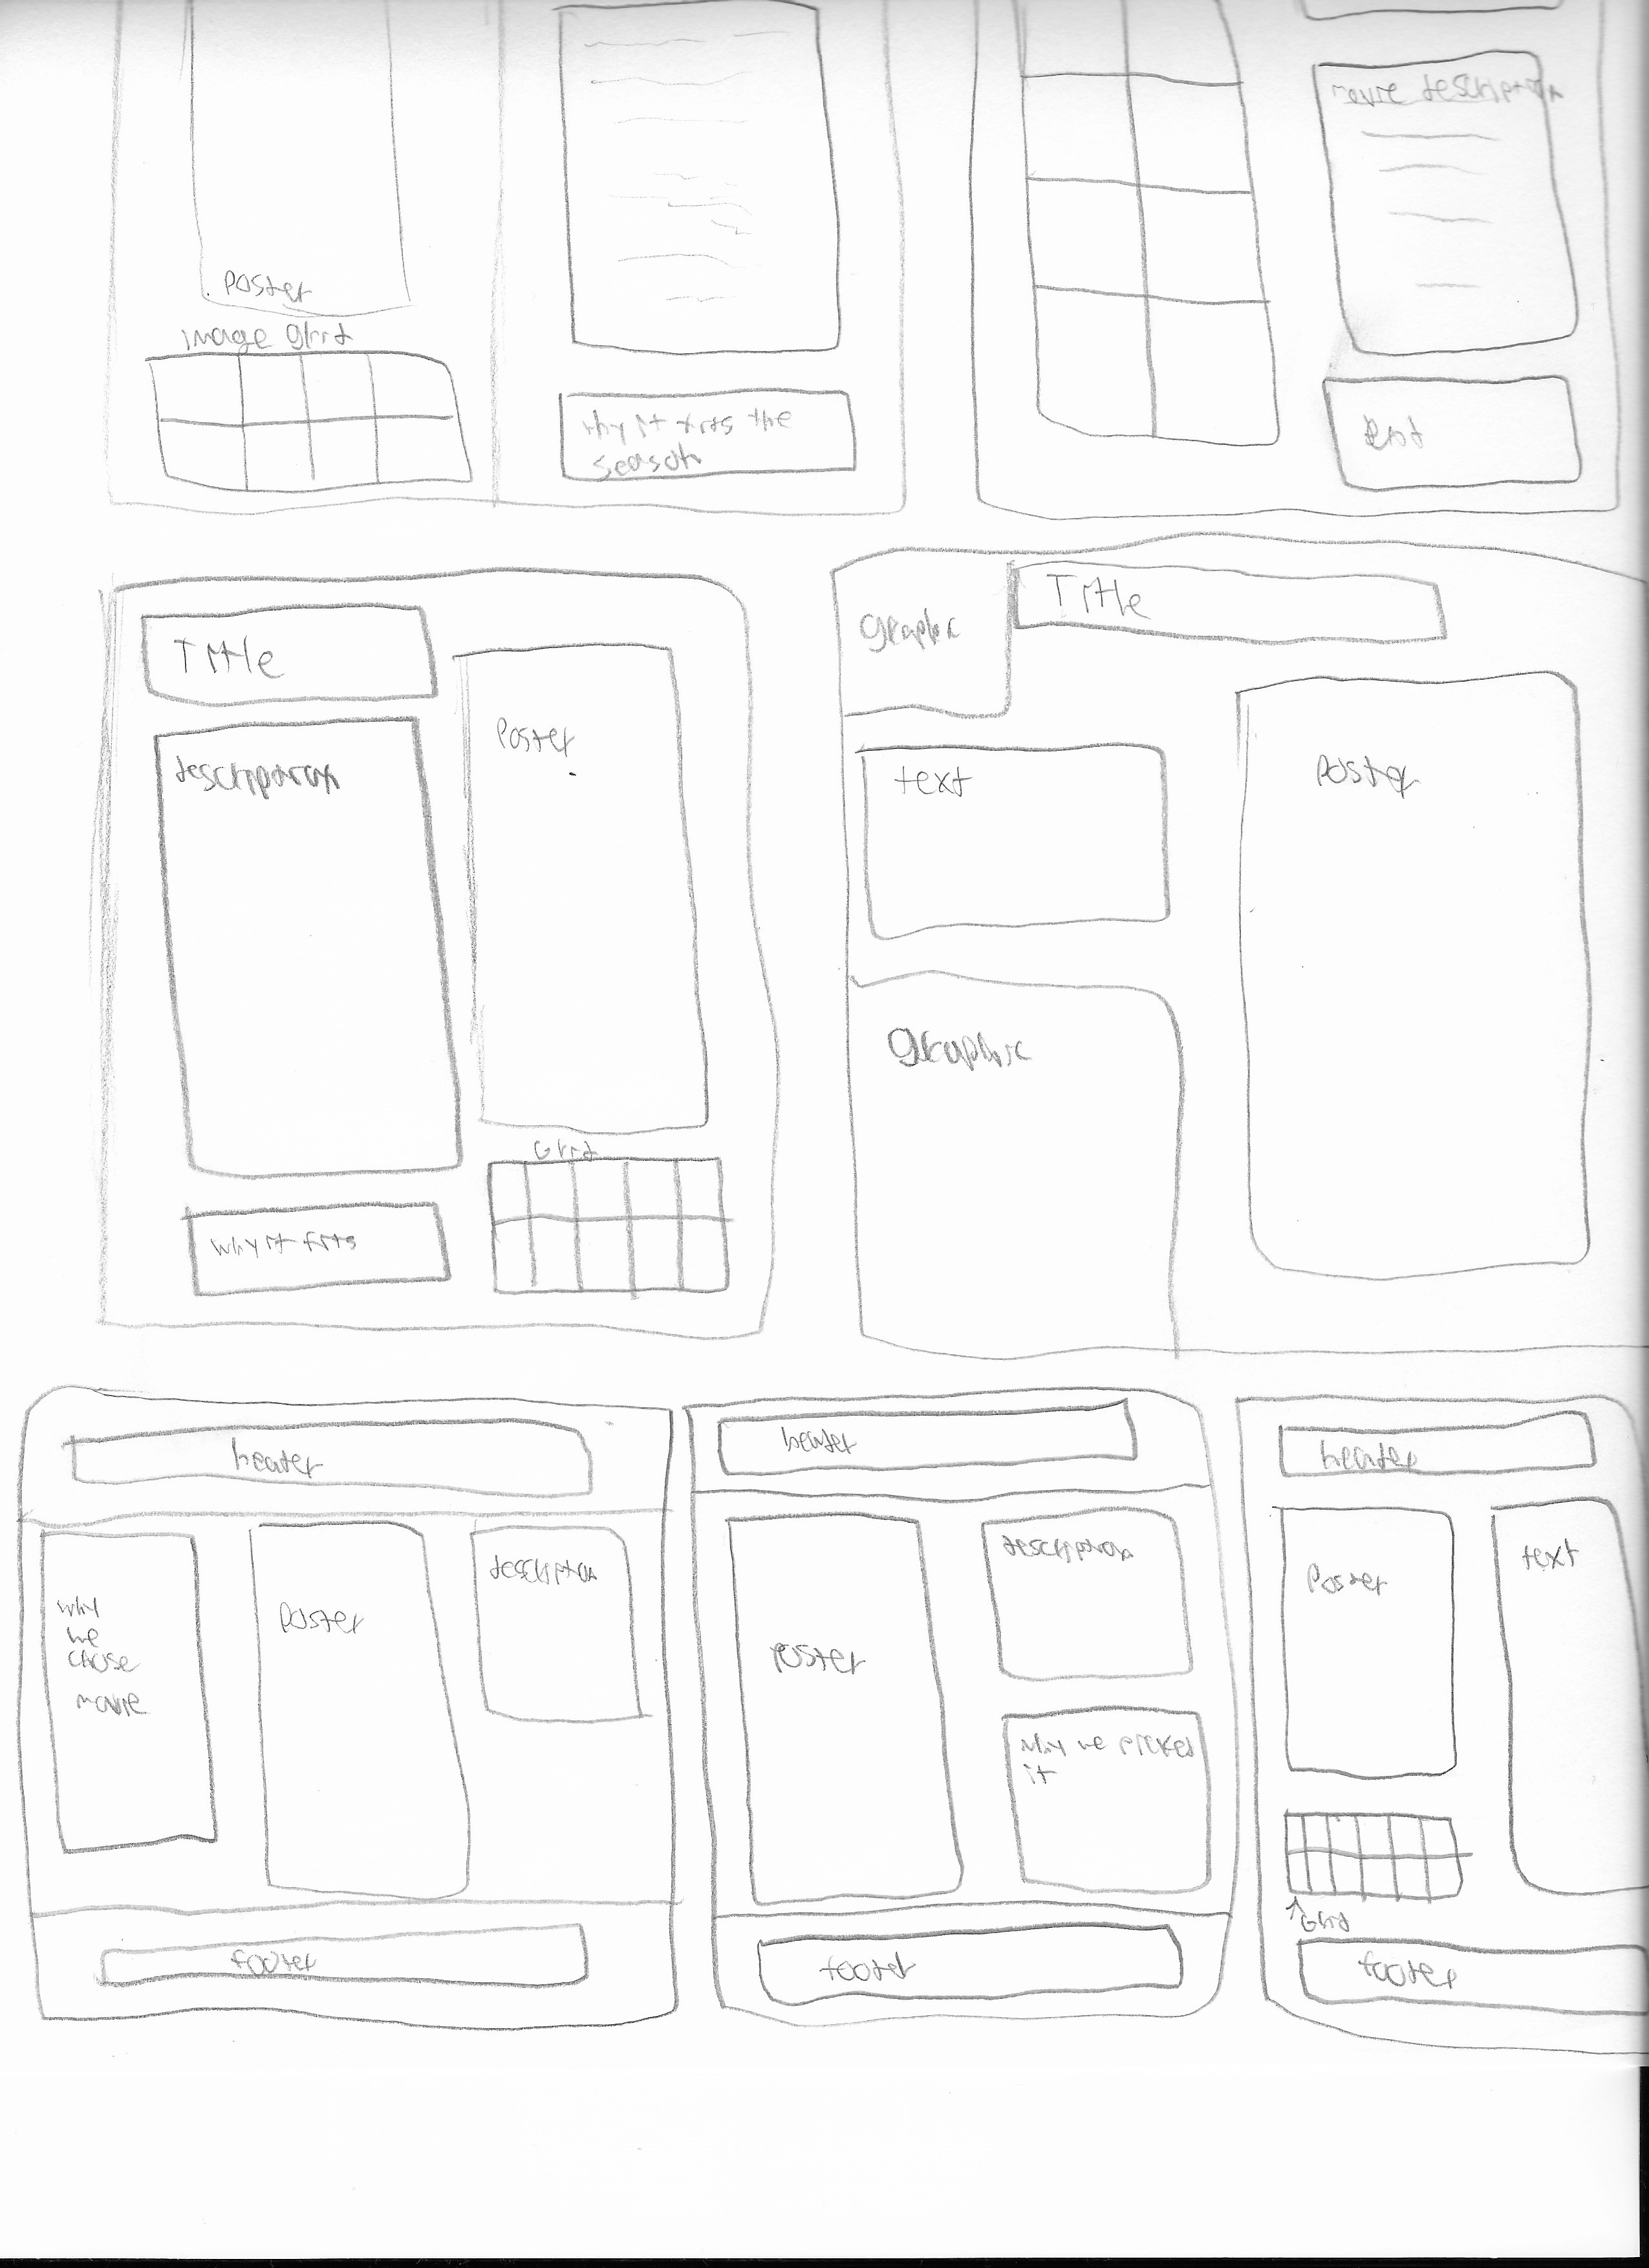 Poster
image grid
why it fits the
season
movie description
text
Title
description
Poster
Grid
why it fits
graphic
Title
text
Poster
graphic
header
why
we
chose
movie
Poster
description
footer
header
poster
description
why we picked
it
footer
header
Poster
text
Grid
footer